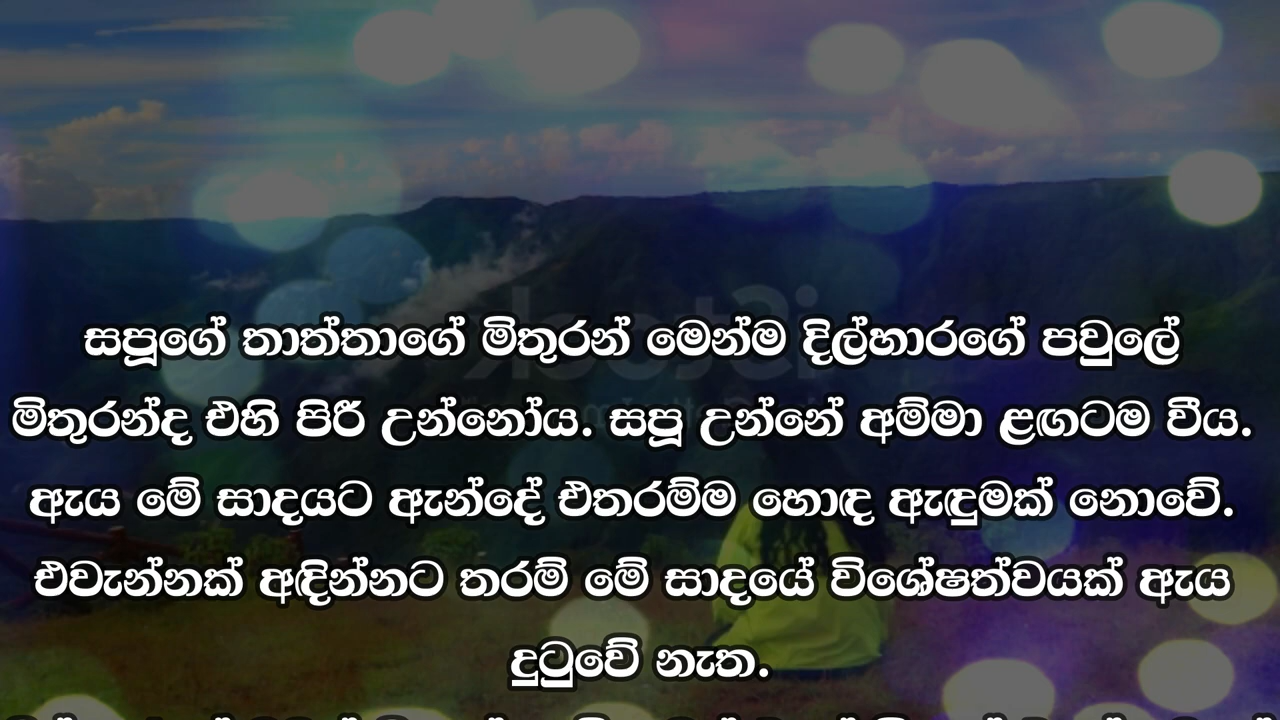 සපූගේ තාත්තාගේ මිතුරන් මෙන්ම දිල්හාරගේ පවුලේ
මිතුරන්ද එහි පිරී උන්නෝය. සපූ උන්නේ අම්මා ළඟටම වීය.
ඇය මේ සාදයට ඇන්දේ එතරම්ම හොඳ ඇඳුමක් නොවේ.
එවැන්නක් අඳින්නට තරම් මේ සාදයේ විශේෂත්වයක් ඇය
දුටුවේ නැත.